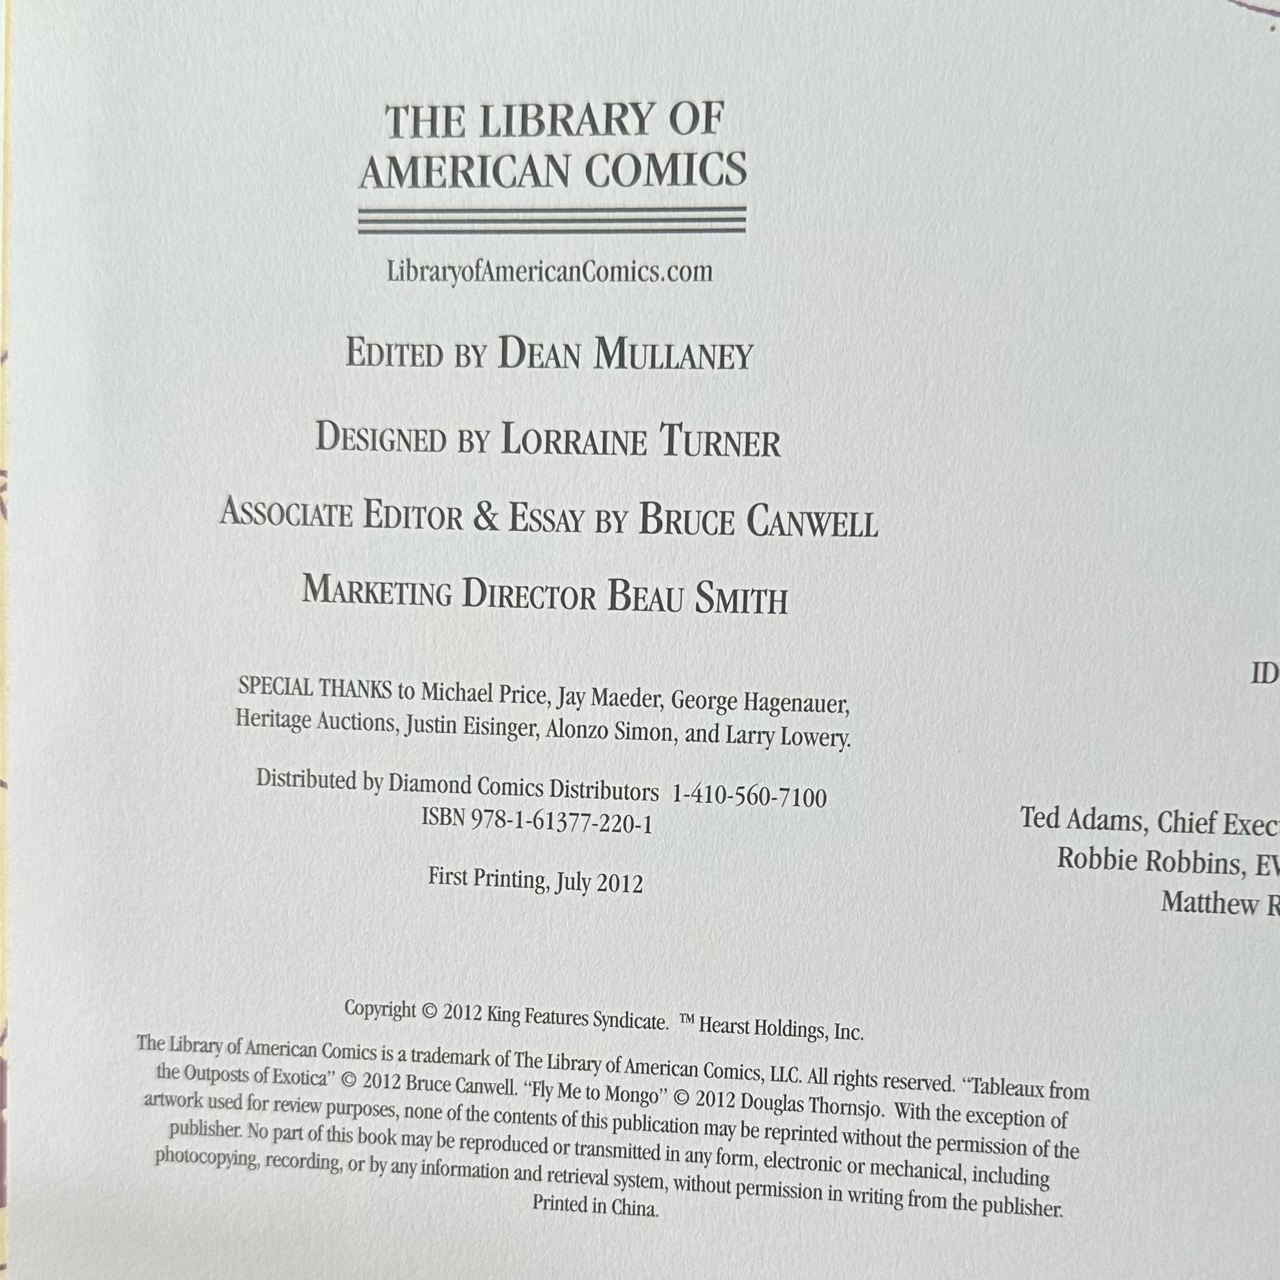 THE LIBRARY OF
AMERICAN COMICS
LibraryofAmericanComics.com
EDITED BY DEAN MULLANEY
DESIGNED BY LORRAINE TURNER
ASSOCIATE EDITOR & ESSAY BY BRUCE CANWELL
MARKETING DIRECTOR BEAU SMITH
SPECIAL THANKS to Michael Price, Jay Maeder, George Hagenauer,
Heritage Auctions, Justin Eisinger, Alonzo Simon, and Larry Lowery.
Distributed by Diamond Comics Distributors 1-410-560-7100
ISBN 978-1-61377-220-1
First Printing, July 2012
Copyright © 2012 King Features Syndicate. ™ Hearst Holdings, Inc.
The Library of American Comics is a trademark of The Library of American Comics, LLC. All rights reserved. “Tableaux from
the Outposts of Exotica” © 2012 Bruce Canwell. “Fly Me to Mongo” © 2012 Douglas Thornsjo. With the exception of
artwork used for review purposes, none of the contents of this publication may be reprinted without the permission of the
publisher. No part of this book may be reproduced or transmitted in any form, electronic or mechanical, including
photocopying, recording, or by any information and retrieval system, without permission in writing from the publisher.
Printed in China.
ID
Ted Adams, Chief Exec
Robbie Robbins, EV
Matthew R